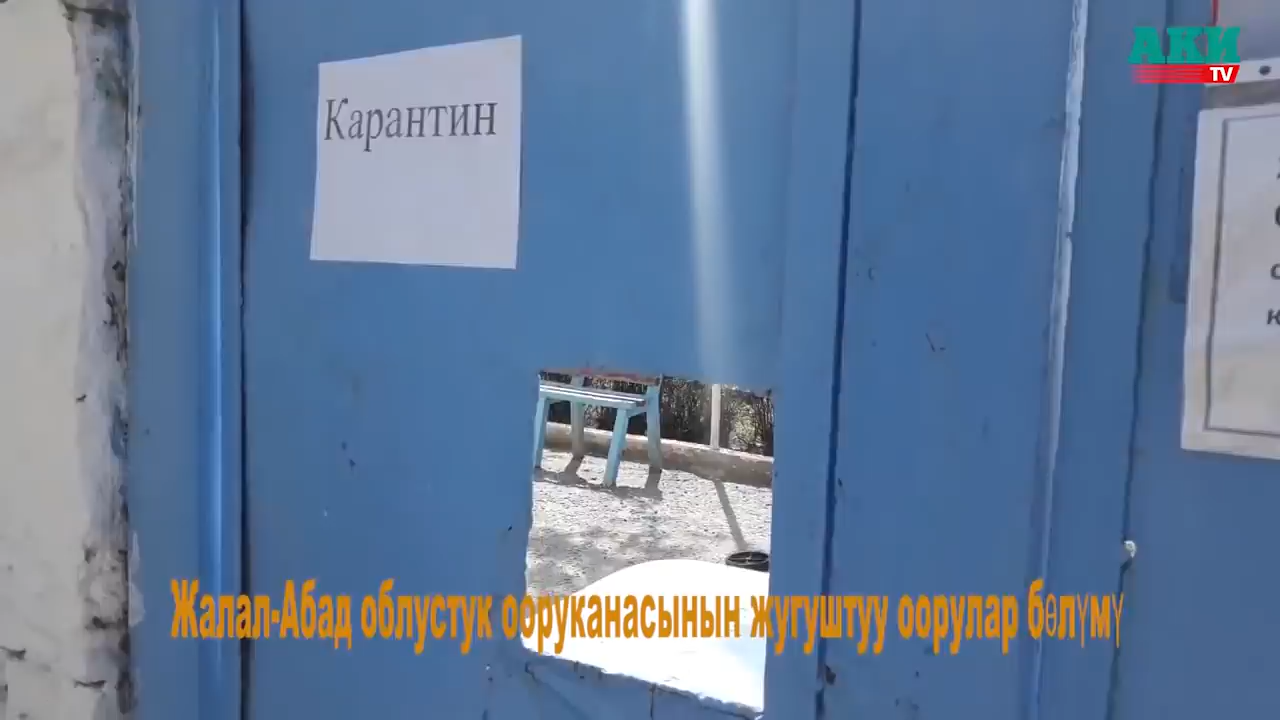 АКИ
TV
Карантин
Жалал-Абад облустук ооруканасынын жугуштуу оорулар бөлүмү